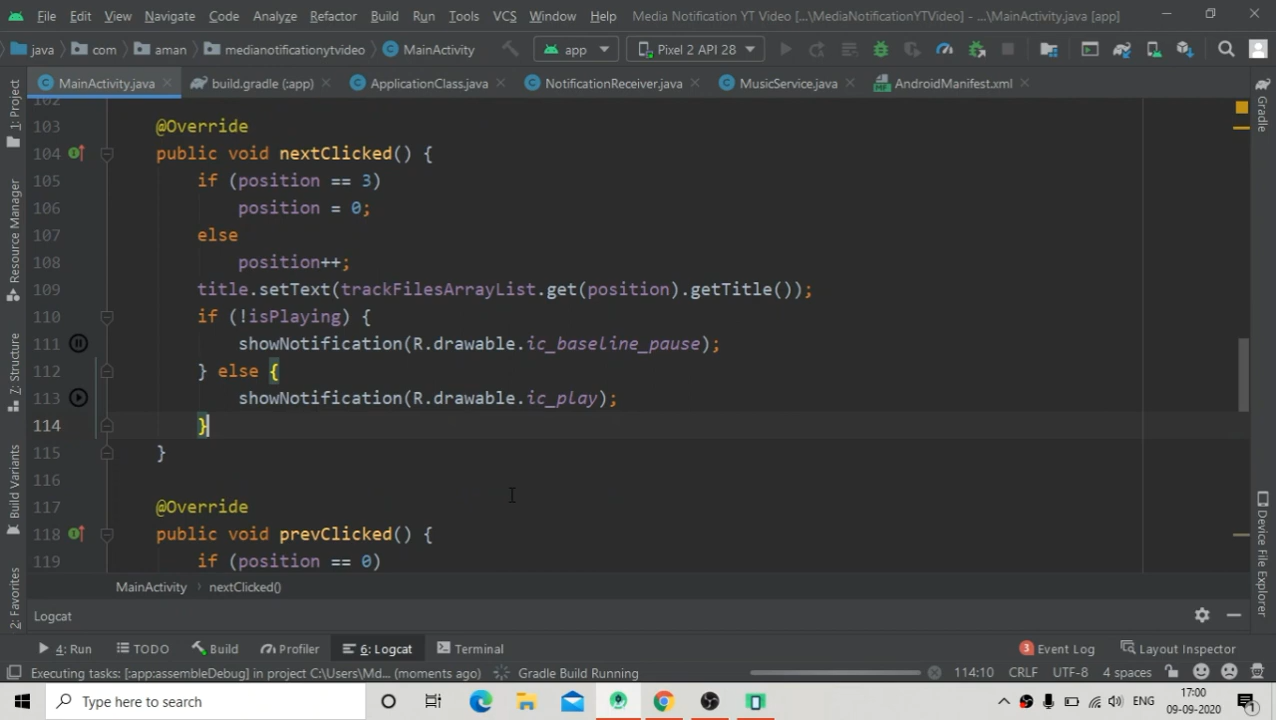 File Edit View Navigate Code Analyze Refactor Build Run Tools VCS Window Help Media Notification YT Video [...\MediaNotificationYTVideo] - ...\MainActivity.java [app]
java com aman medianotificationytvideo MainActivity app Pixel 2 API 28
MainActivity.java build.gradle (:app) ApplicationClass.java NotificationReceiver.java MusicService.java AndroidManifest.xml
1: Project
Resource Manager
Z: Structure
Build Variants
2: Favorites
102
103 @Override
104 public void nextClicked() {
105 if (position == 3)
106 position = 0;
107 else
108 position++;
109 title.setText(trackFilesArrayList.get(position).getTitle());
110 if (!isPlaying) {
111 showNotification(R.drawable.ic_baseline_pause);
112 } else {
113 showNotification(R.drawable.ic_play);
114 }
115 }
116
117 @Override
118 public void prevClicked() {
119 if (position == 0)
Gradle
Device File Explorer
MainActivity nextClicked()
Logcat
4: Run TODO Build Profiler 6: Logcat Terminal 3 Event Log Layout Inspector
Executing tasks: [:app:assembleDebug] in project C:\Users\Md... (moments ago) Gradle Build Running 114:10 CRLF UTF-8 4 spaces
Type here to search
ENG
17:00
09-09-2020
1